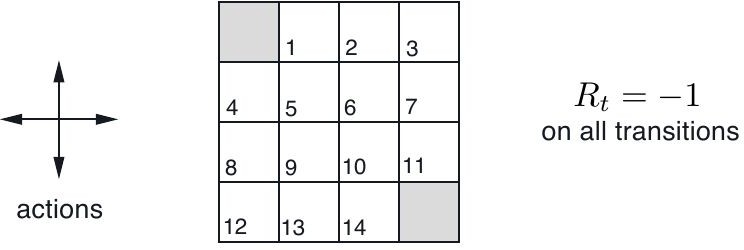 1 2 3
4 5 6 7
8 9 10 11
12 13 14
actions
R_t = −1
on all transitions